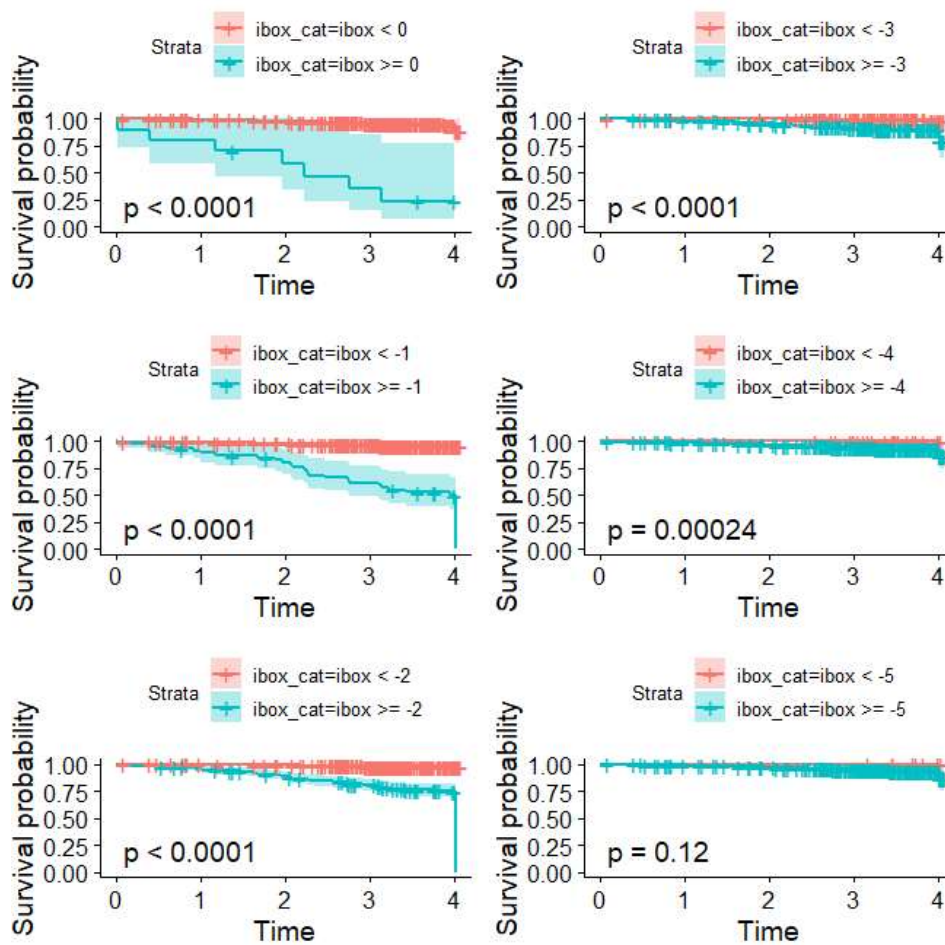 Strata
ibox_cat=ibox < 0
ibox_cat=ibox >= 0
Survival probability
1.00
0.75
0.50
0.25
0.00
p < 0.0001
0 1 2 3 4
Time
Strata
ibox_cat=ibox < -3
ibox_cat=ibox >= -3
Survival probability
1.00
0.75
0.50
0.25
0.00
p < 0.0001
0 1 2 3 4
Time
Strata
ibox_cat=ibox < -1
ibox_cat=ibox >= -1
Survival probability
1.00
0.75
0.50
0.25
0.00
p < 0.0001
0 1 2 3 4
Time
Strata
ibox_cat=ibox < -4
ibox_cat=ibox >= -4
Survival probability
1.00
0.75
0.50
0.25
0.00
p = 0.00024
0 1 2 3 4
Time
Strata
ibox_cat=ibox < -2
ibox_cat=ibox >= -2
Survival probability
1.00
0.75
0.50
0.25
0.00
p < 0.0001
0 1 2 3 4
Time
Strata
ibox_cat=ibox < -5
ibox_cat=ibox >= -5
Survival probability
1.00
0.75
0.50
0.25
0.00
p = 0.12
0 1 2 3 4
Time